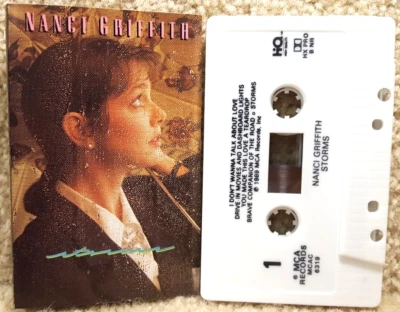 NANCI GRIFFITH
storms
HQ
HX PRO
B NR
I DON'T WANNA TALK ABOUT LOVE
DRIVE-IN MOVIES AND DASHBOARD LIGHTS
YOU MADE THIS LOVE A TEARDROP
BRAVE COMPANION OF THE ROAD • STORMS
℗ 1989 MCA Records, Inc
NANCI GRIFFITH
STORMS
1
MCA
RECORDS
MCAC
6319